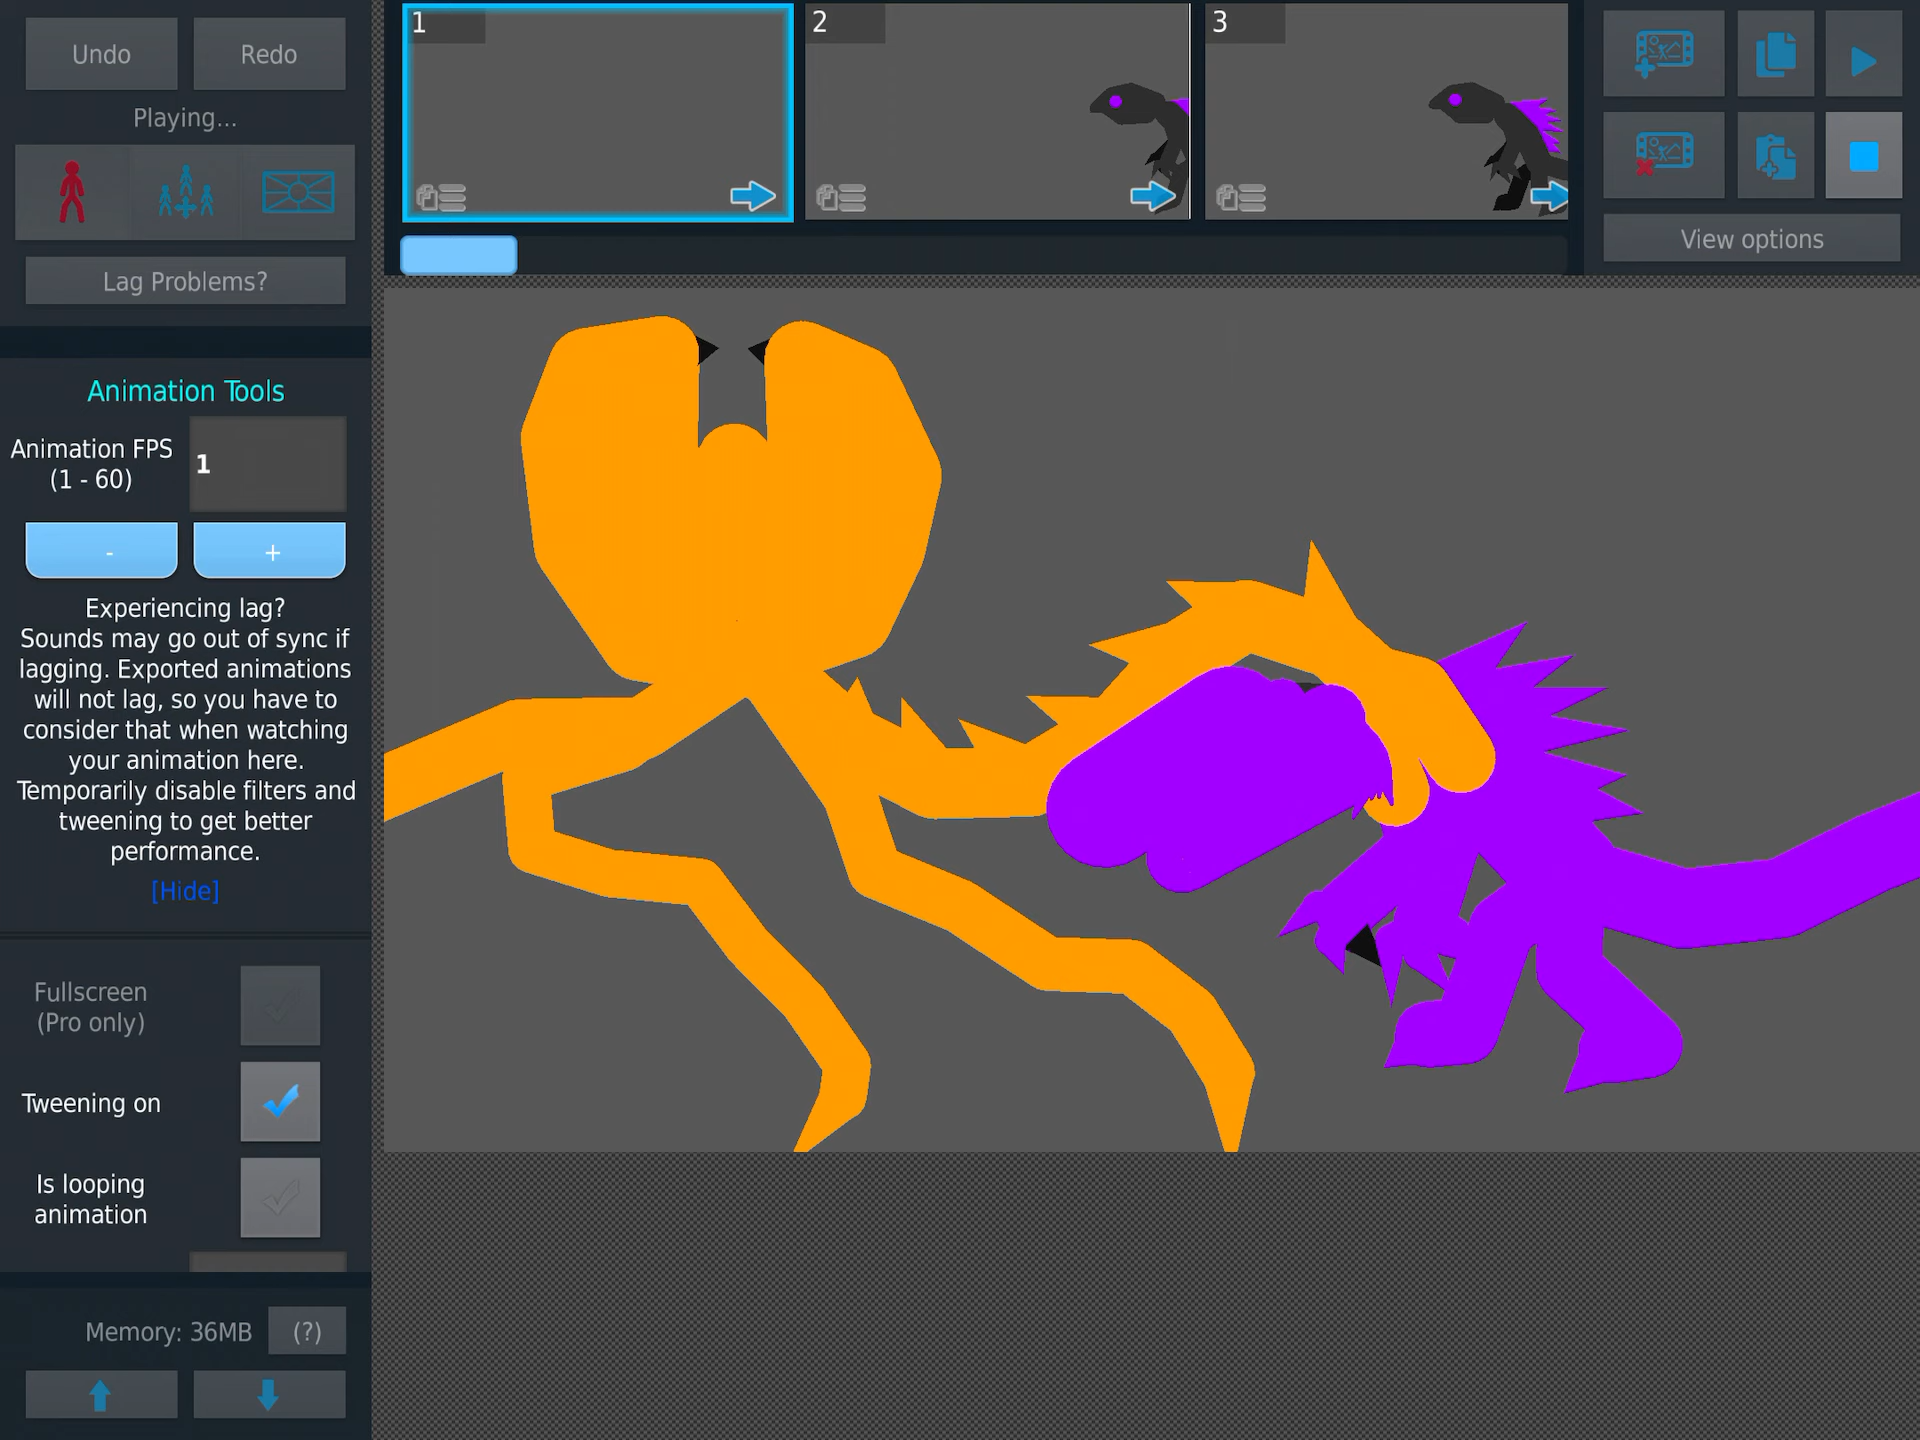 Undo
Redo
Playing...
Lag Problems?
1
2
3
View options
Animation Tools
Animation FPS
(1 - 60)
1
-
+
Experiencing lag?
Sounds may go out of sync if
lagging. Exported animations
will not lag, so you have to
consider that when watching
your animation here.
Temporarily disable filters and
tweening to get better
performance.
[Hide]
Fullscreen
(Pro only)
Tweening on
Is looping
animation
Memory: 36MB
(?)